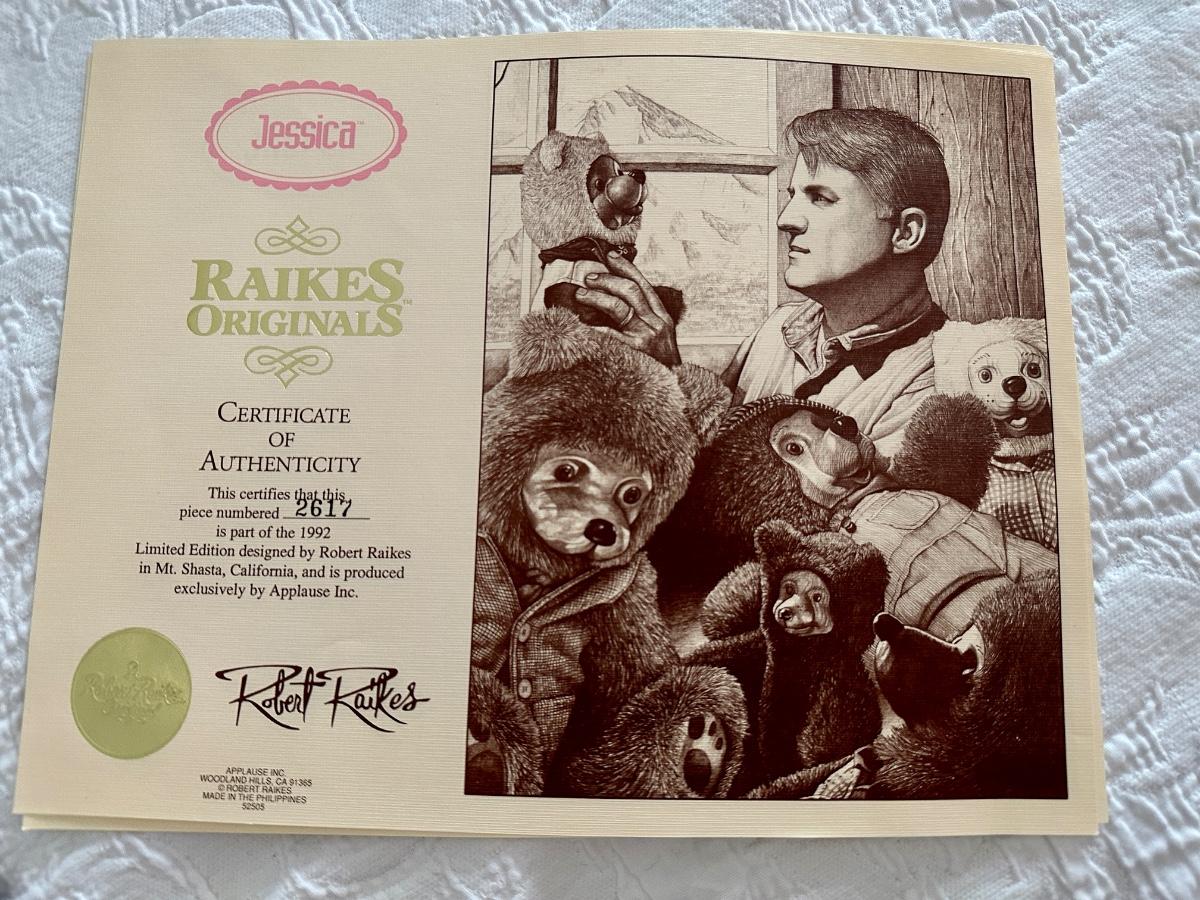 Jessica™
RAIKES
ORIGINALS™
CERTIFICATE
OF
AUTHENTICITY
This certifies that this,
piece numbered 2617
is part of the 1992
Limited Edition designed by Robert Raikes
in Mt. Shasta, California, and is produced
exclusively by Applause Inc.
Robert Raikes
Robert Raikes
APPLAUSE INC.
WOODLAND HILLS, CA 91365
© ROBERT RAIKES
MADE IN THE PHILIPPINES
52505